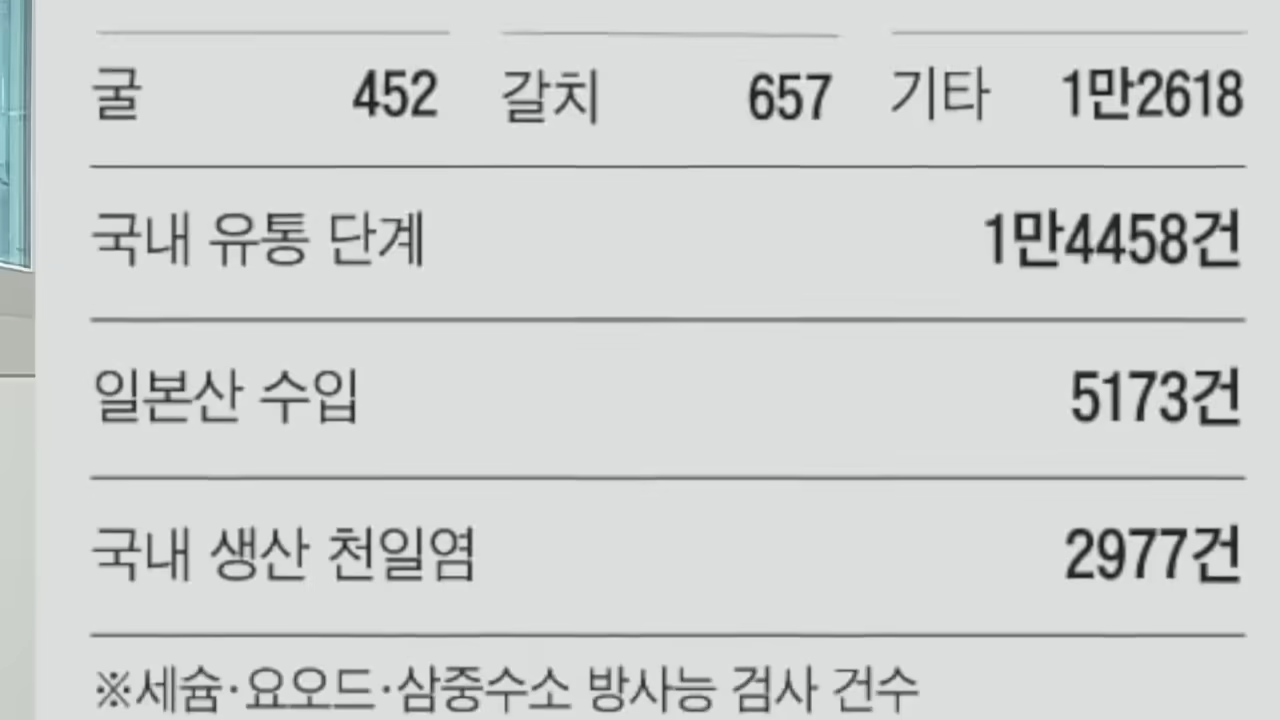 굴 452 갈치 657 기타 1만2618
국내 유통 단계 1만4458건
일본산 수입 5173건
국내 생산 천일염 2977건
※세슘·요오드·삼중수소 방사능 검사 건수